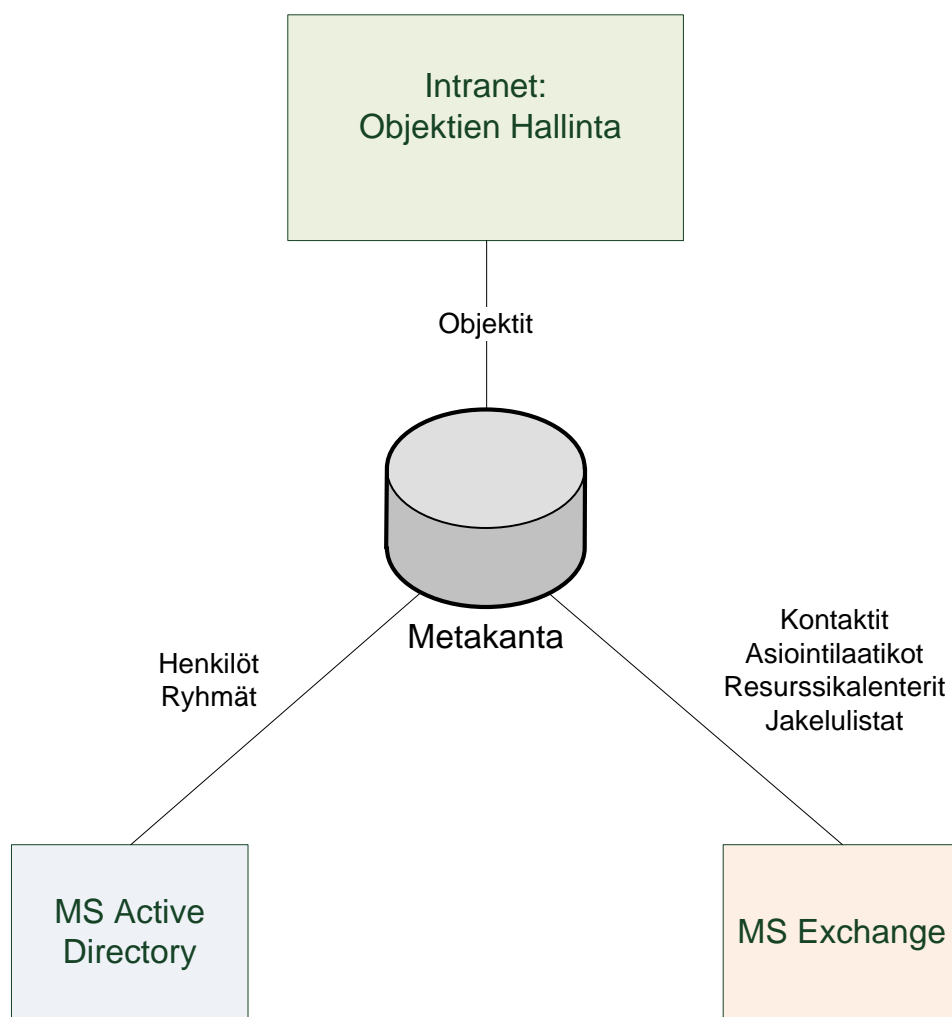 Intranet:
Objektien Hallinta
Objektit
Metakanta
Henkilöt
Ryhmät
Kontaktit
Asiointilaatikot
Resurssikalenterit
Jakelulistat
MS Active
Directory
MS Exchange